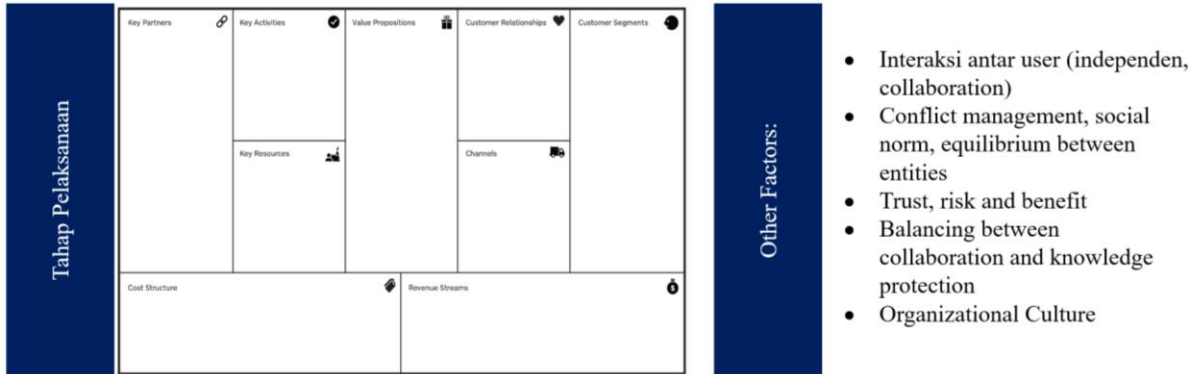 Tahap Pelaksanaan
Key Partners
Key Activities
Value Propositions
Customer Relationships
Customer Segments
Key Resources
Channels
Cost Structure
Revenue Streams
Other Factors:
● Interaksi antar user (independen,
collaboration)
● Conflict management, social
norm, equilibrium between
entities
● Trust, risk and benefit
● Balancing between
collaboration and knowledge
protection
● Organizational Culture